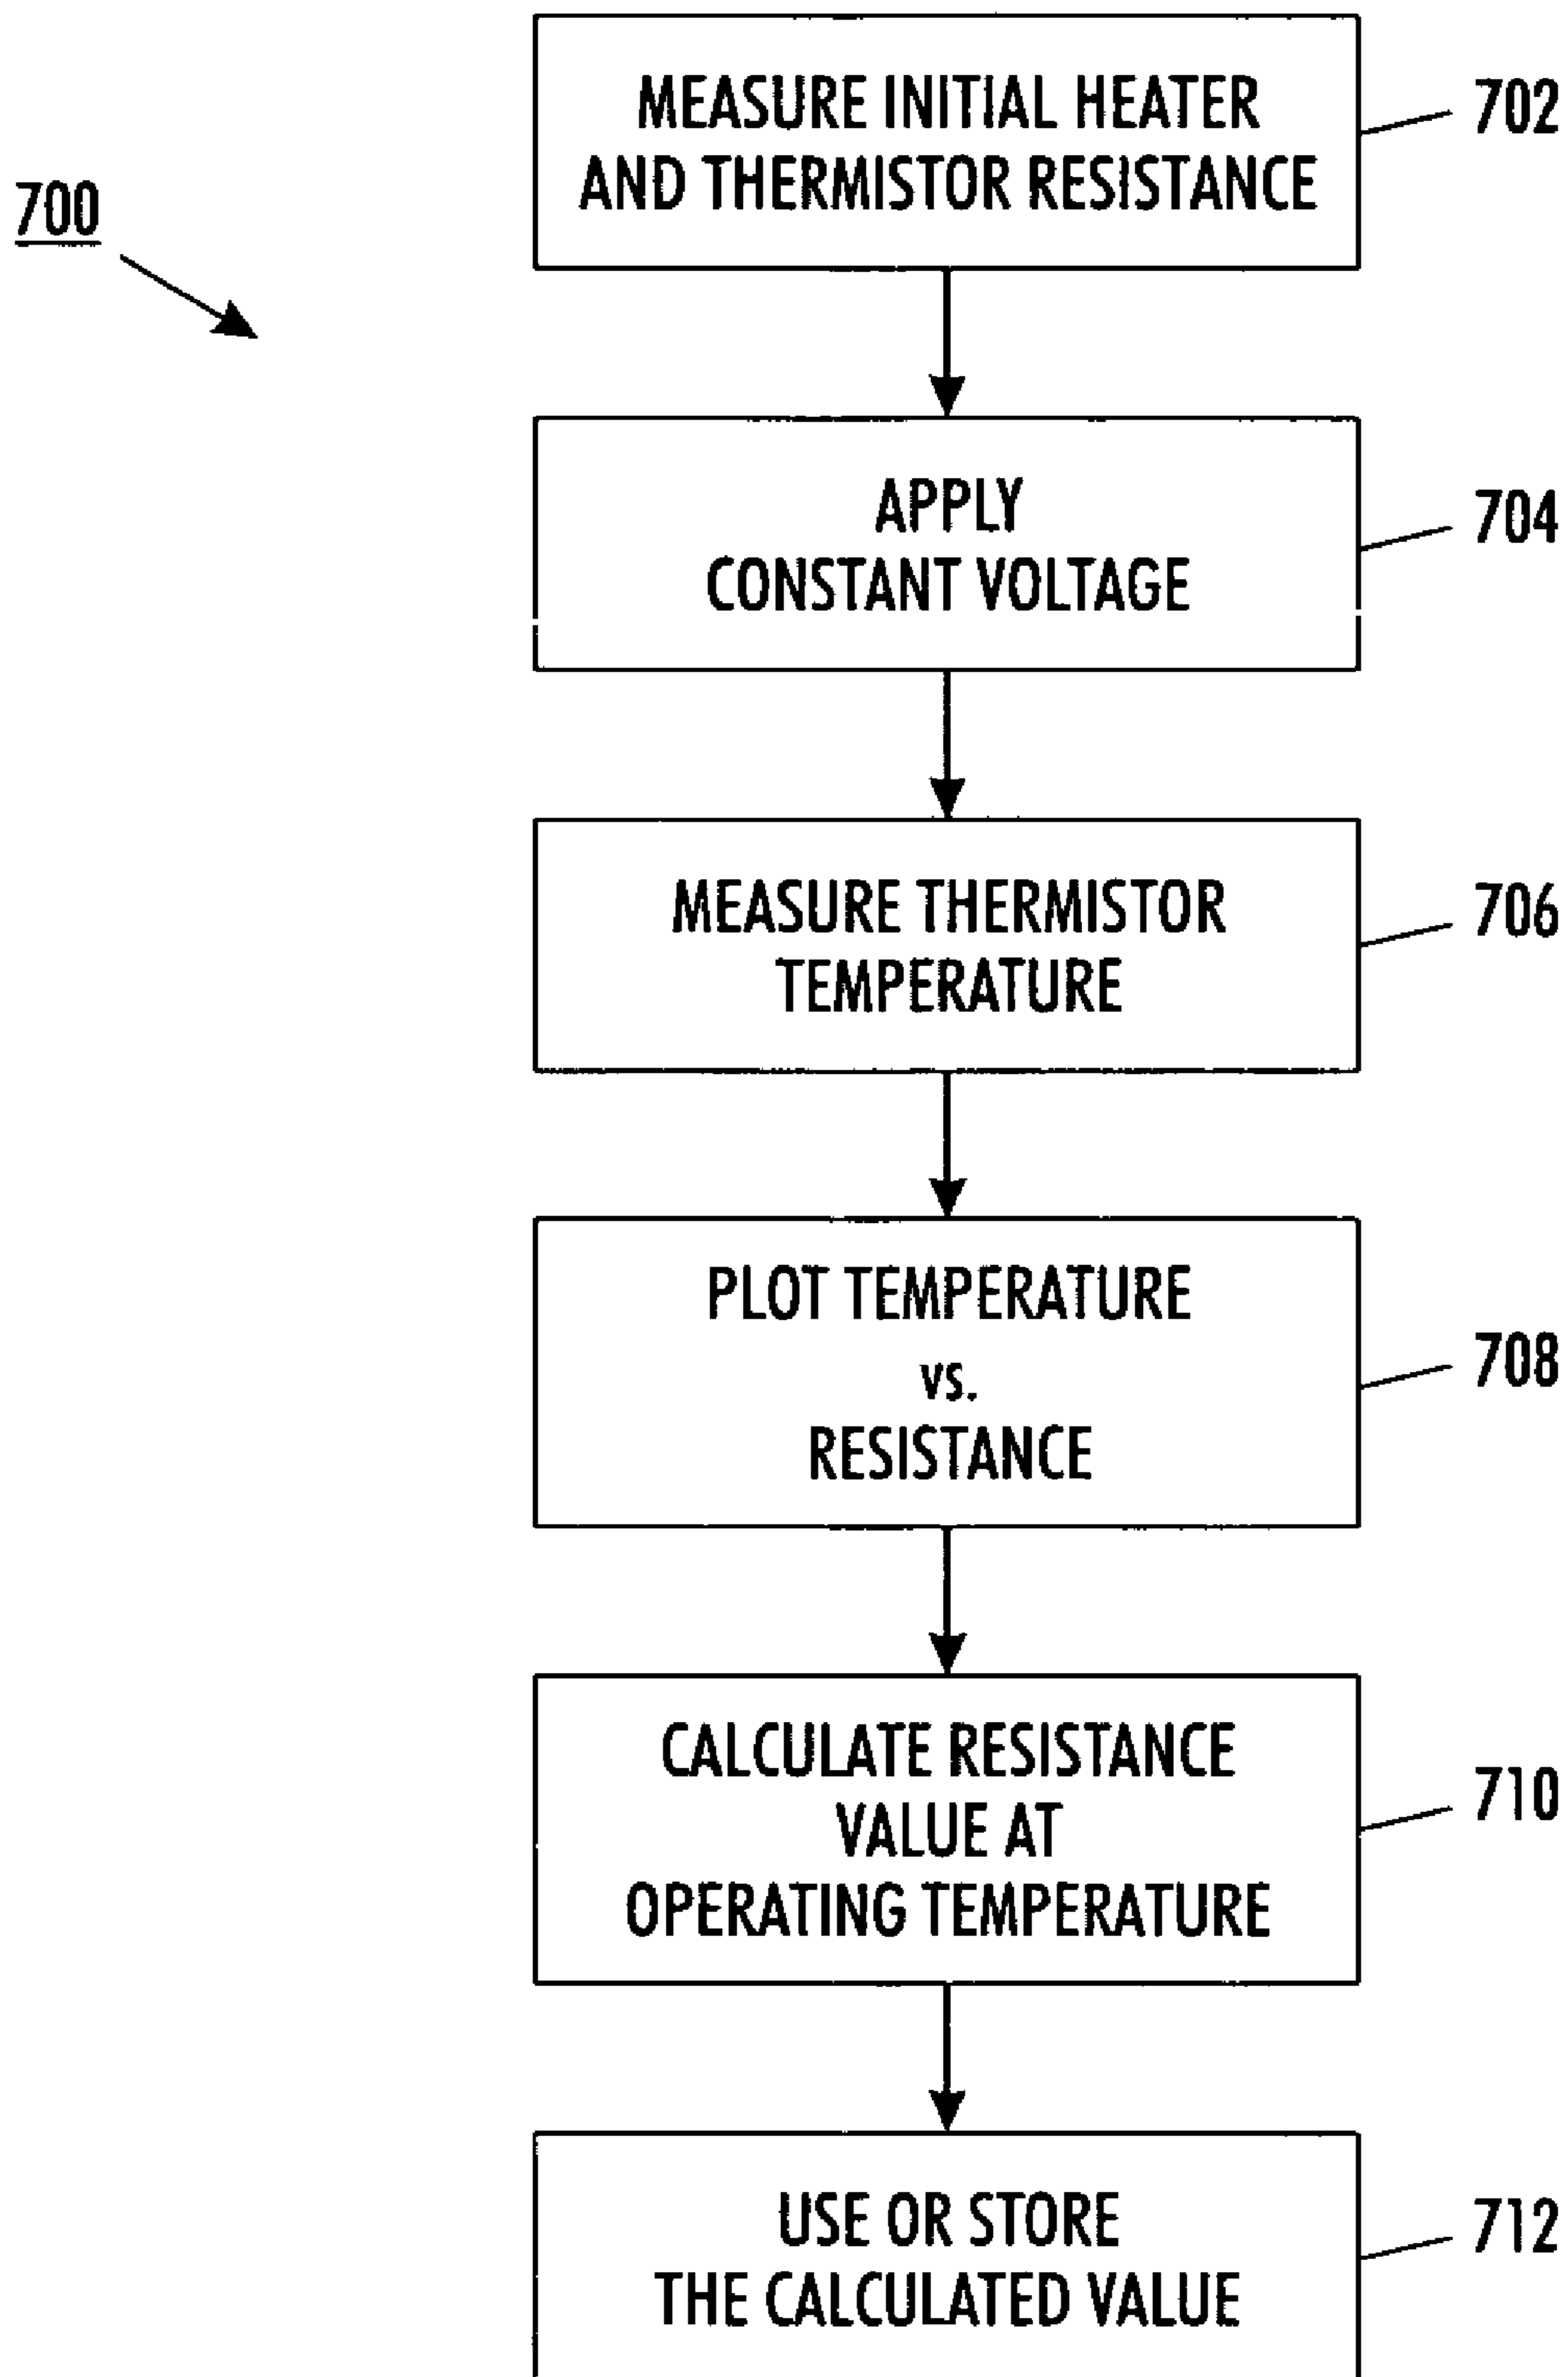 MEASURE INITIAL HEATER
AND THERMISTOR RESISTANCE
702
700
APPLY
CONSTANT VOLTAGE
704
MEASURE THERMISTOR
TEMPERATURE
706
PLOT TEMPERATURE
vs.
RESISTANCE
708
CALCULATE RESISTANCE
VALUE AT
OPERATING TEMPERATURE
710
USE OR STORE
THE CALCULATED VALUE
712